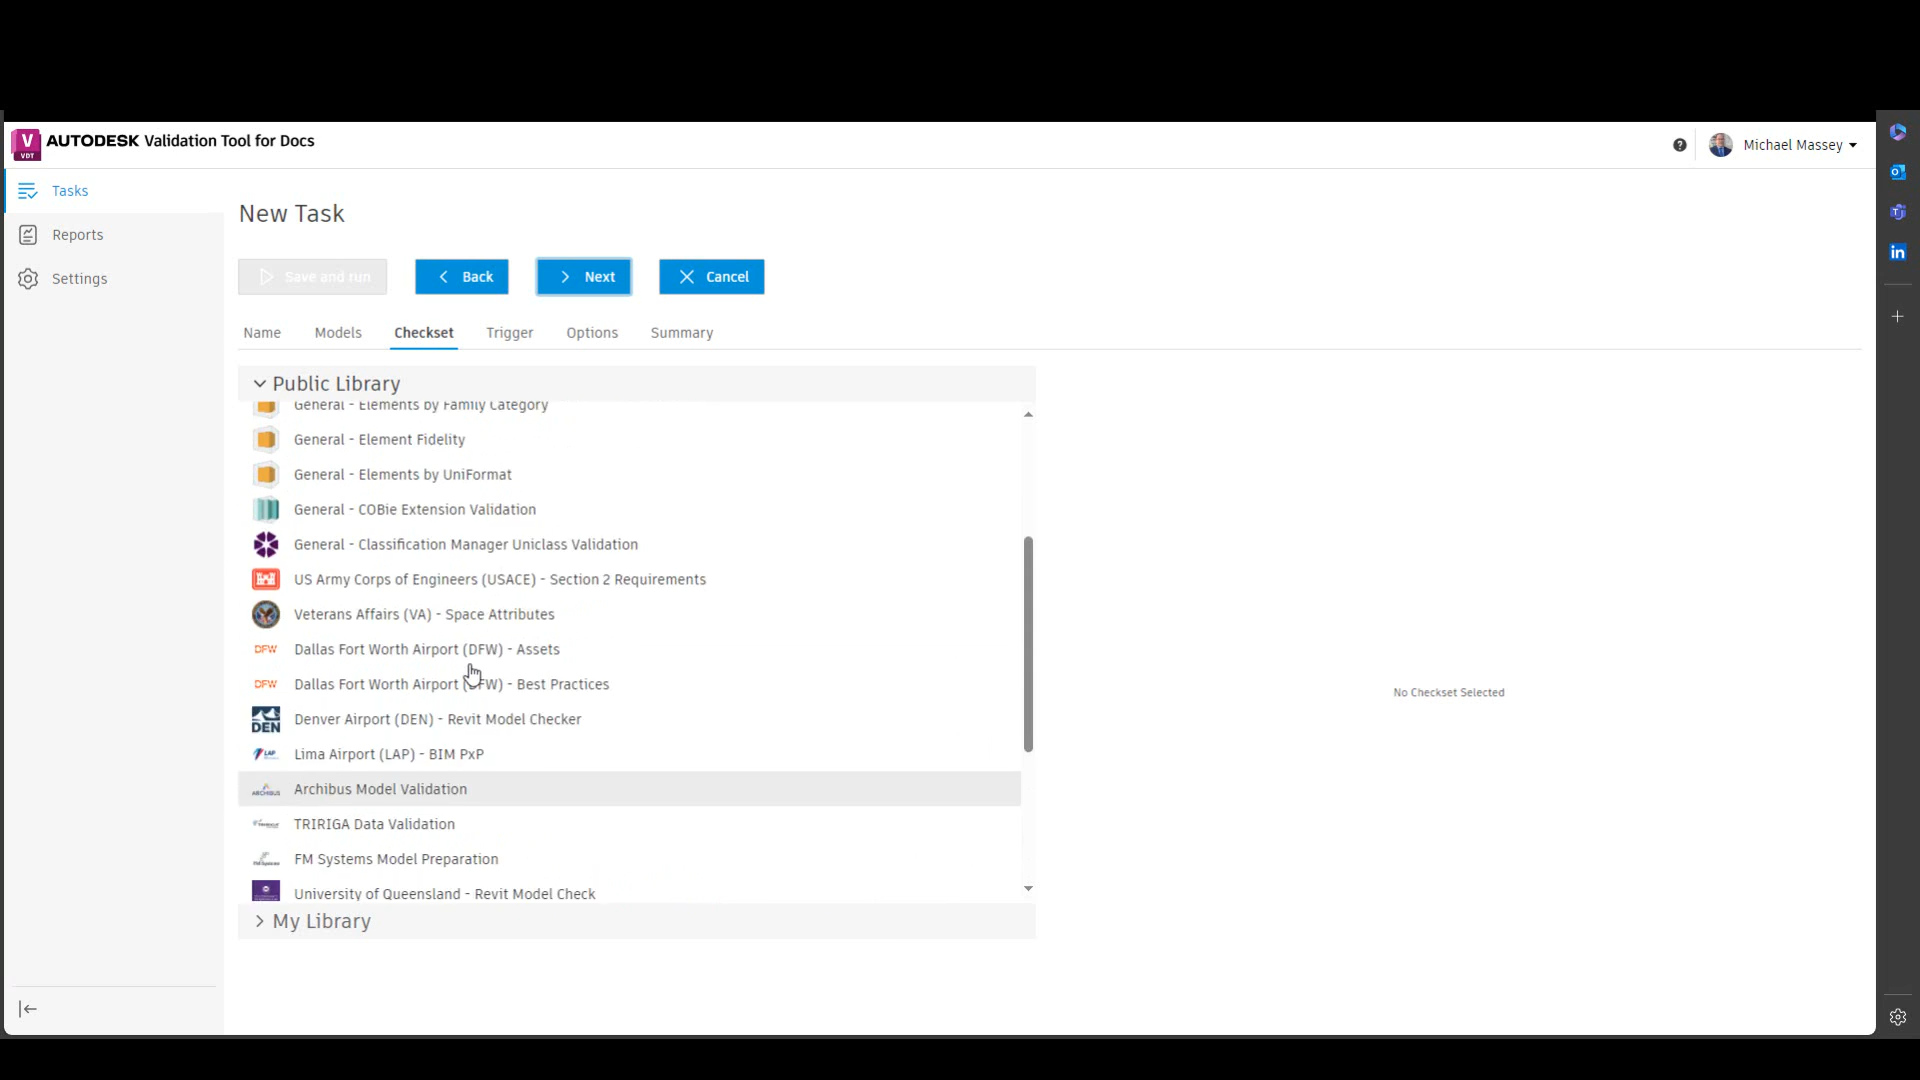 V
VDT
AUTODESK Validation Tool for Docs
Michael Massey
Tasks
Reports
Settings
New Task
Save and run
Back
Next
Cancel
Name
Models
Checkset
Trigger
Options
Summary
Public Library
General - Elements by Family Category
General - Element Fidelity
General - Elements by UniFormat
General - COBie Extension Validation
General - Classification Manager Uniclass Validation
US Army Corps of Engineers (USACE) - Section 2 Requirements
Veterans Affairs (VA) - Space Attributes
DFW Dallas Fort Worth Airport (DFW) - Assets
DFW Dallas Fort Worth Airport (DFW) - Best Practices
DEN Denver Airport (DEN) - Revit Model Checker
LAP Lima Airport (LAP) - BIM PxP
ARCHIBUS Archibus Model Validation
TRIRIGA Data Validation
FM Systems Model Preparation
University of Queensland - Revit Model Check
My Library
No Checkset Selected